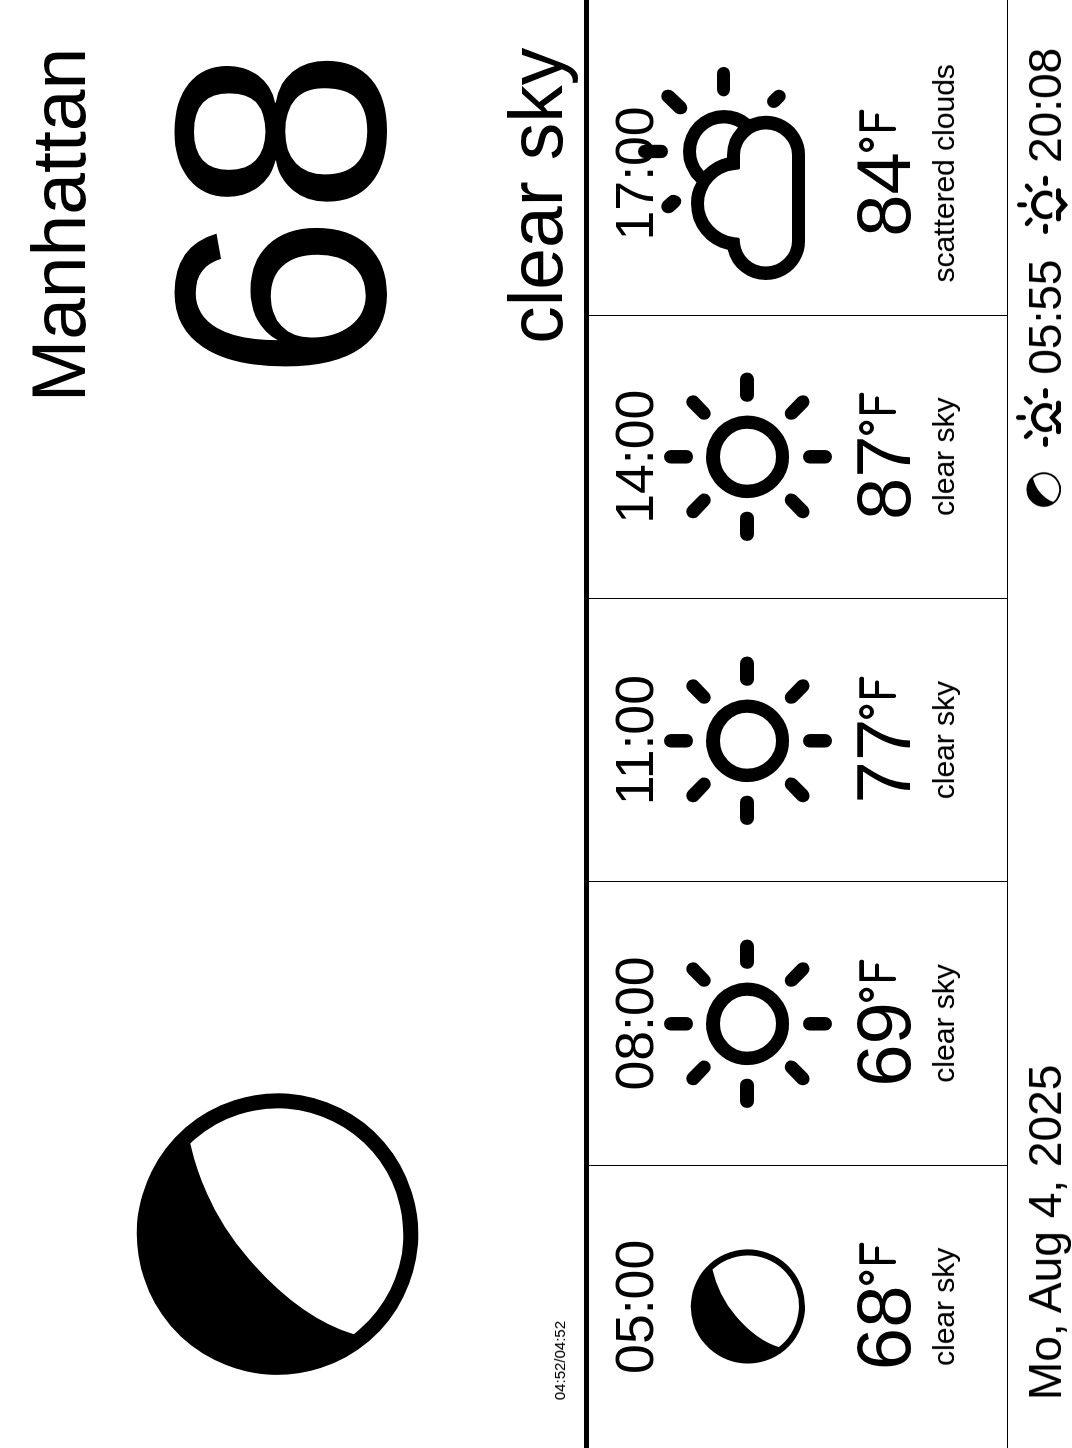 Manhattan
68
clear sky
04:52/04:52
05:00
68°F
clear sky
08:00
69°F
clear sky
11:00
77°F
clear sky
14:00
87°F
clear sky
17:00
84°F
scattered clouds
Mo, Aug 4, 2025
05:55
20:08